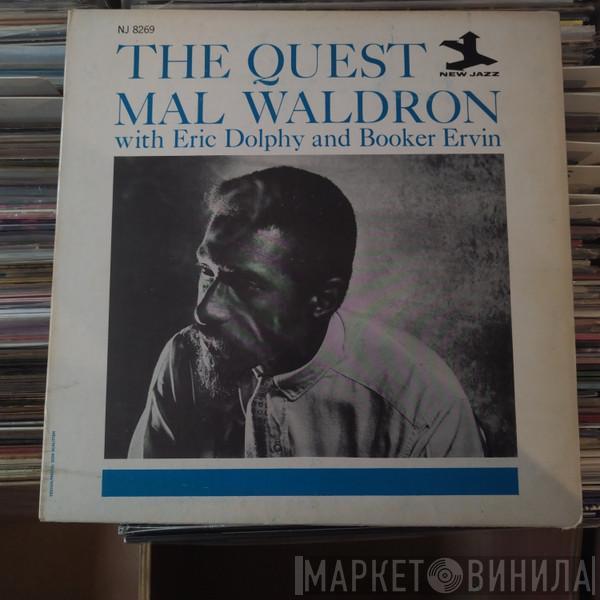 NJ 8269
THE QUEST
NEW JAZZ
MAL WALDRON
with Eric Dolphy and Booker Ervin
МАРКЕТ ВИНИЛА